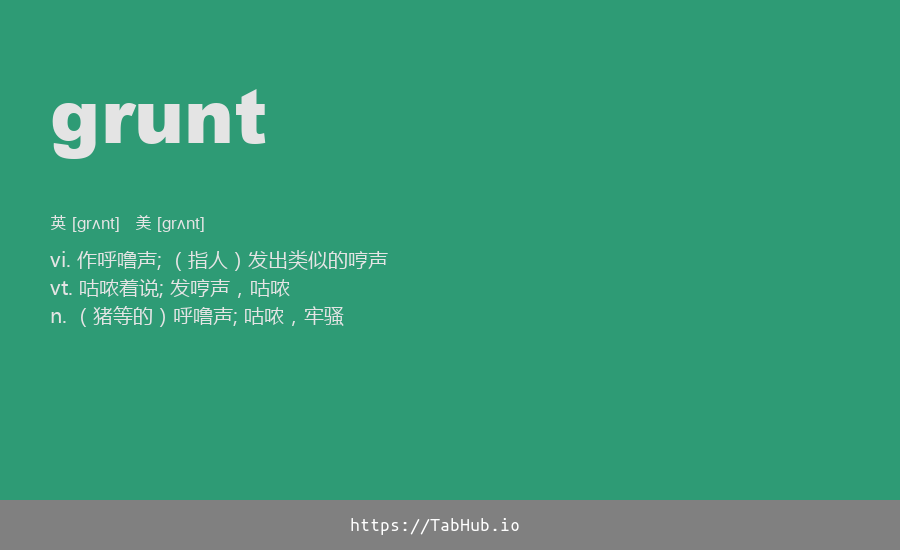 grunt
英 [grʌnt] 美 [grʌnt]
vi. 作呼噜声; （指人）发出类似的哼声
vt. 咕哝着说; 发哼声，咕哝
n. （猪等的）呼噜声; 咕哝，牢骚
https://TabHub.io